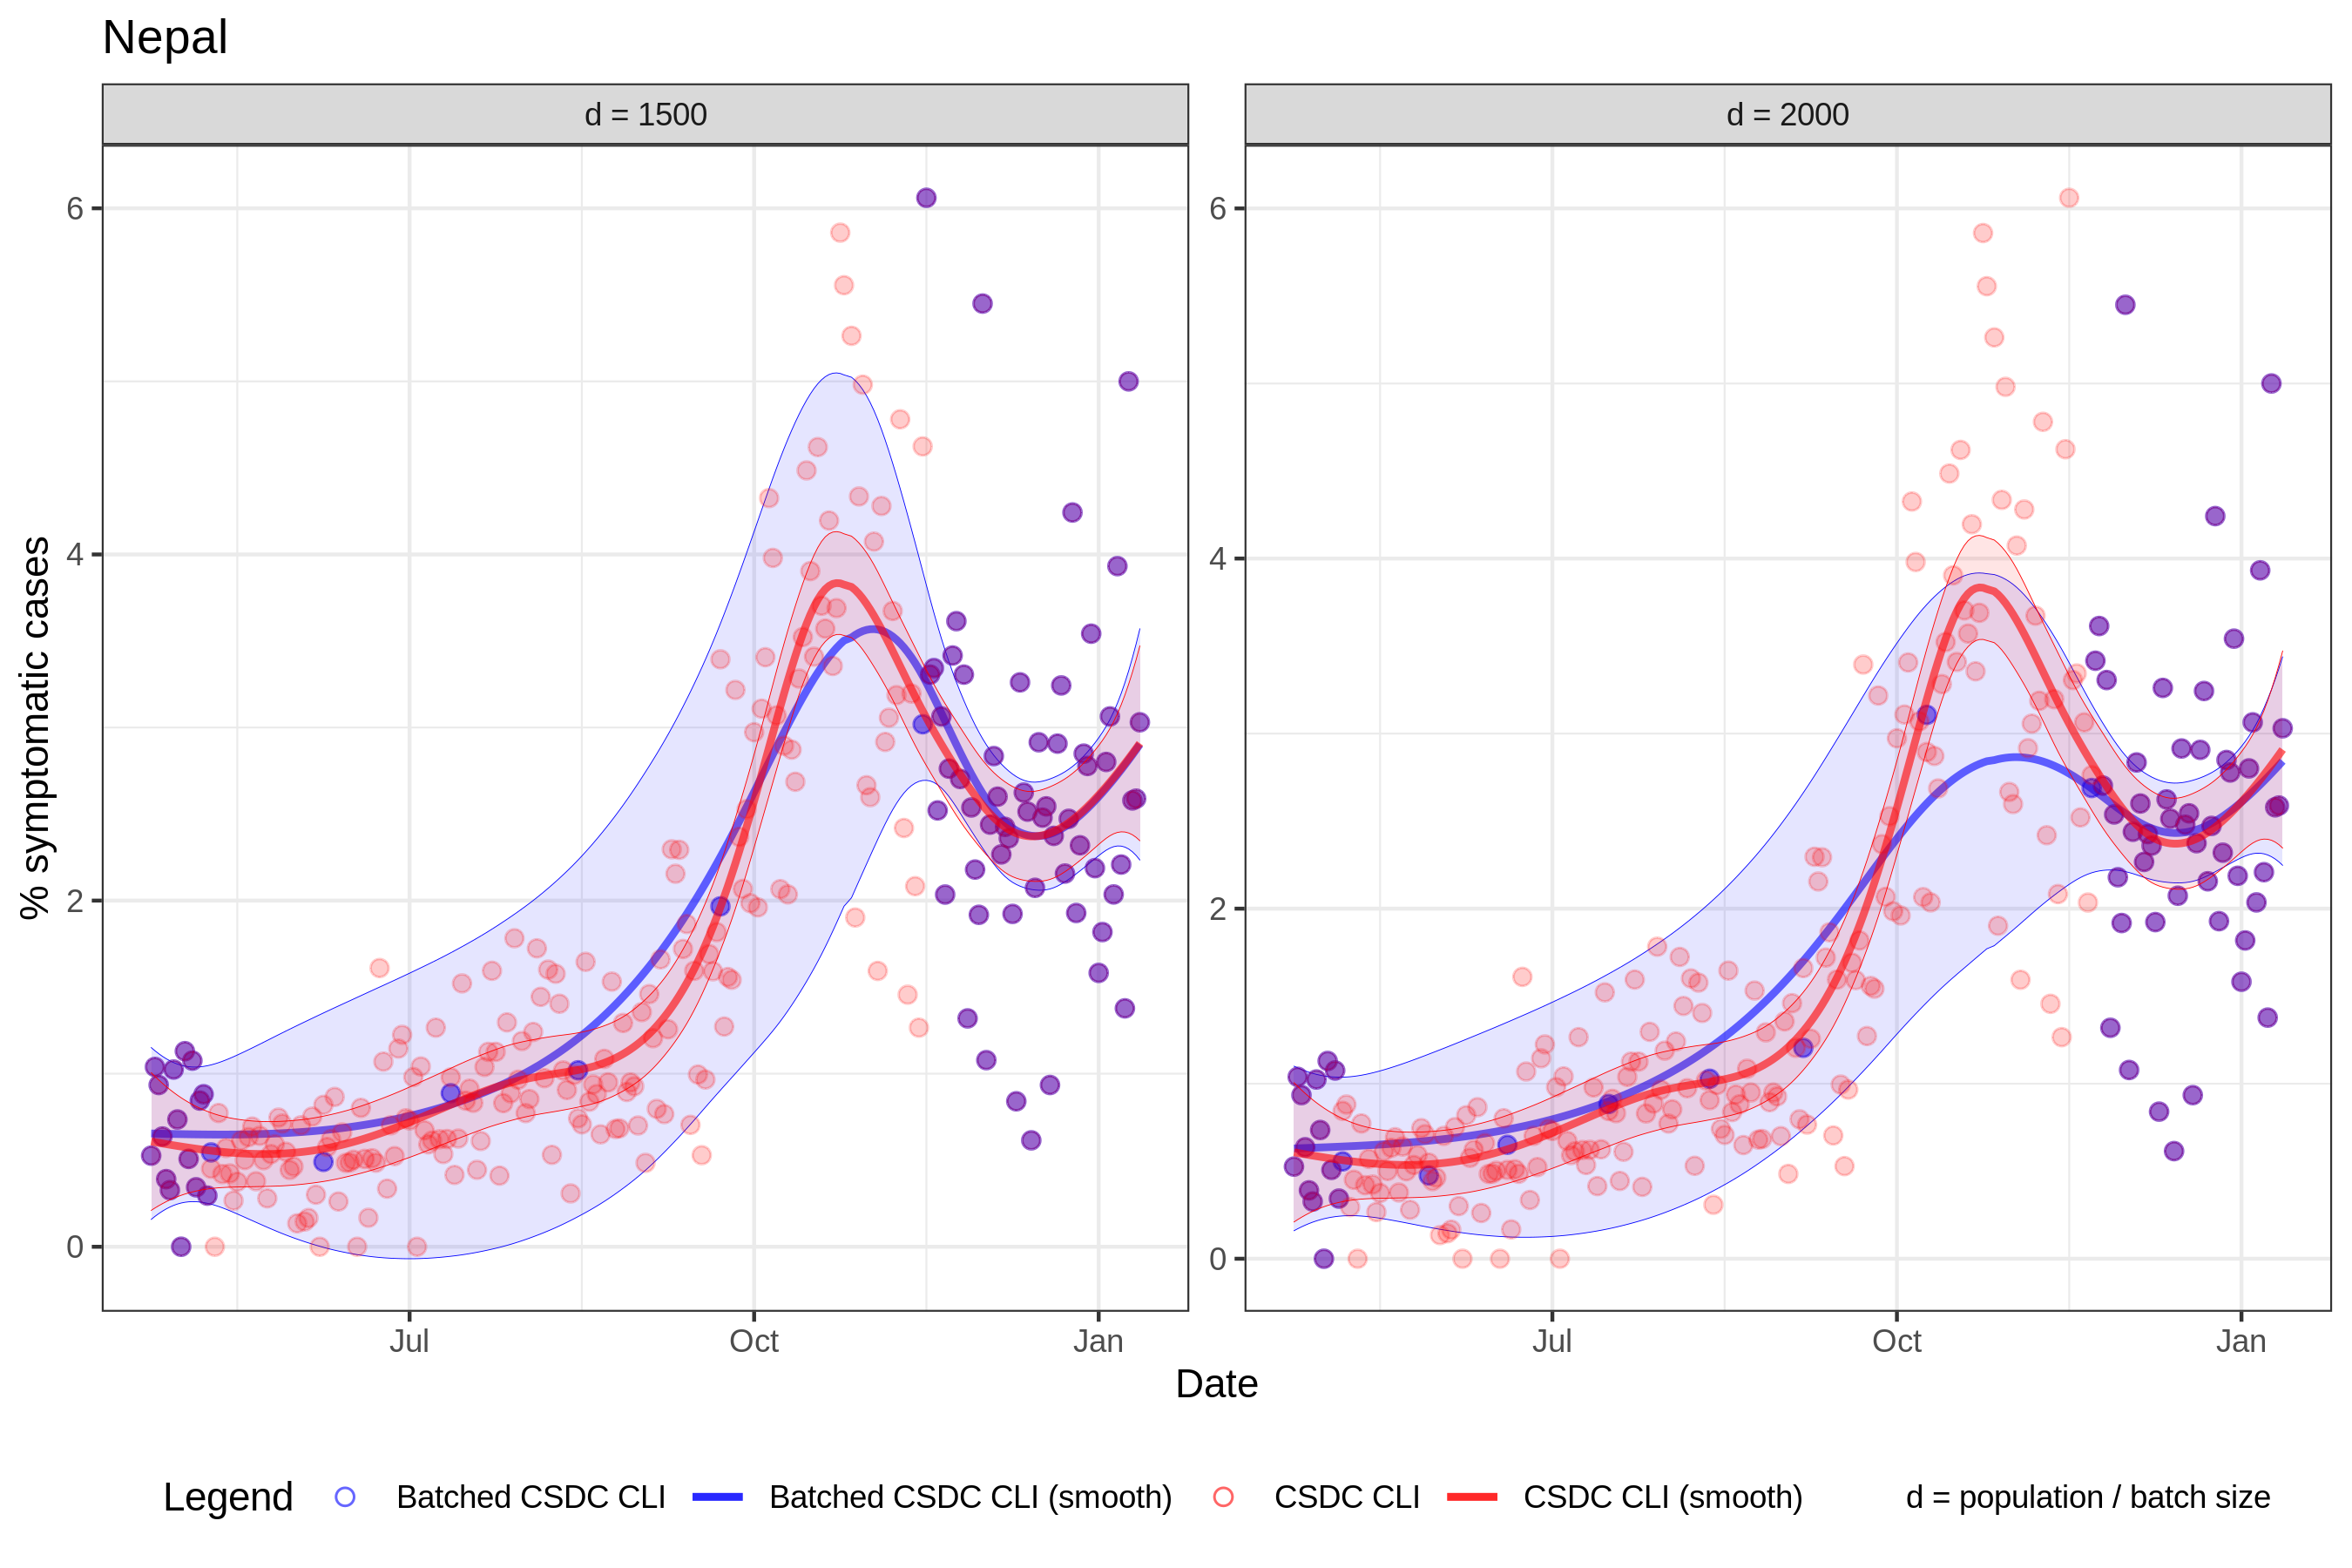 Nepal
d = 1500
d = 2000
% symptomatic cases
6
4
2
0
6
4
2
0
Jul
Oct
Jan
Jul
Oct
Jan
Date
Legend
Batched CSDC CLI
Batched CSDC CLI (smooth)
CSDC CLI
CSDC CLI (smooth)
d = population / batch size